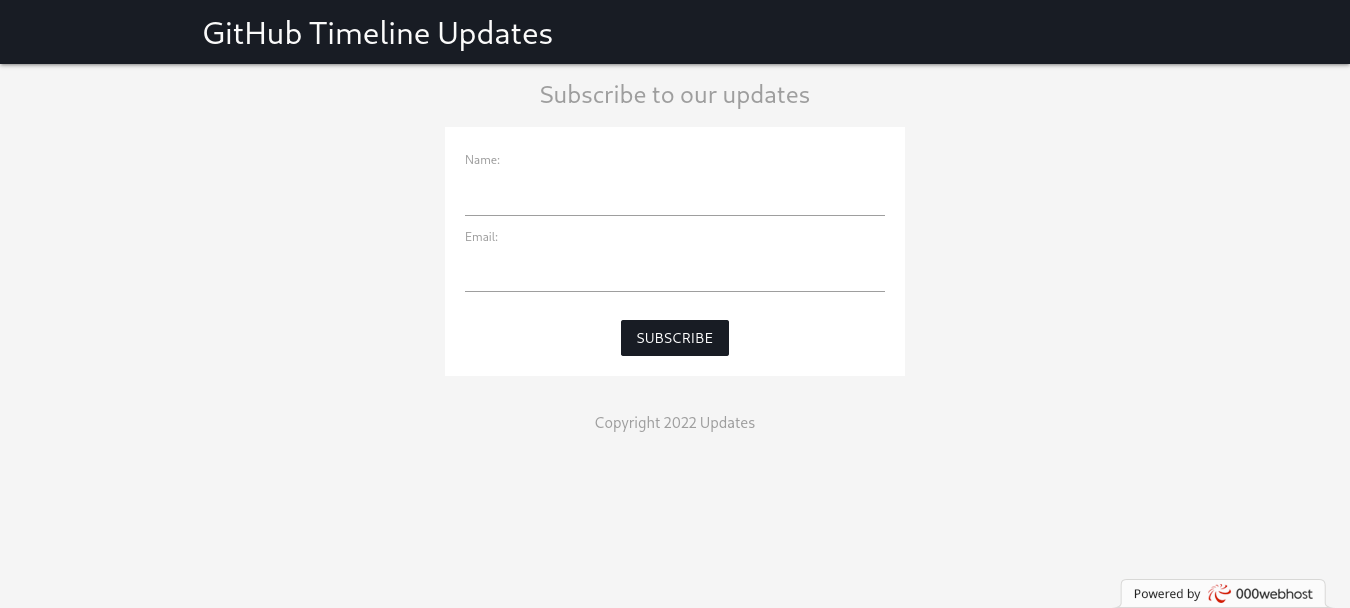 GitHub Timeline Updates
Subscribe to our updates
Name:
Email:
SUBSCRIBE
Copyright 2022 Updates
Powered by 000webhost